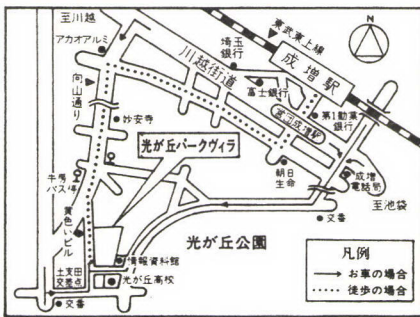 至川越
アカオアルミ
向山通り
妙安寺
川越街道
埼玉銀行
東武東上線
成増駅
富士銀行
第1勧業銀行
営団成増駅
N
光が丘パークヴィラ
牛房バス停
黄色いビル
朝日生命
成増電話局
至池袋
交番
光が丘公園
土支田交差点
情報資料館
光が丘高校
交番
凡例
お車の場合
徒歩の場合